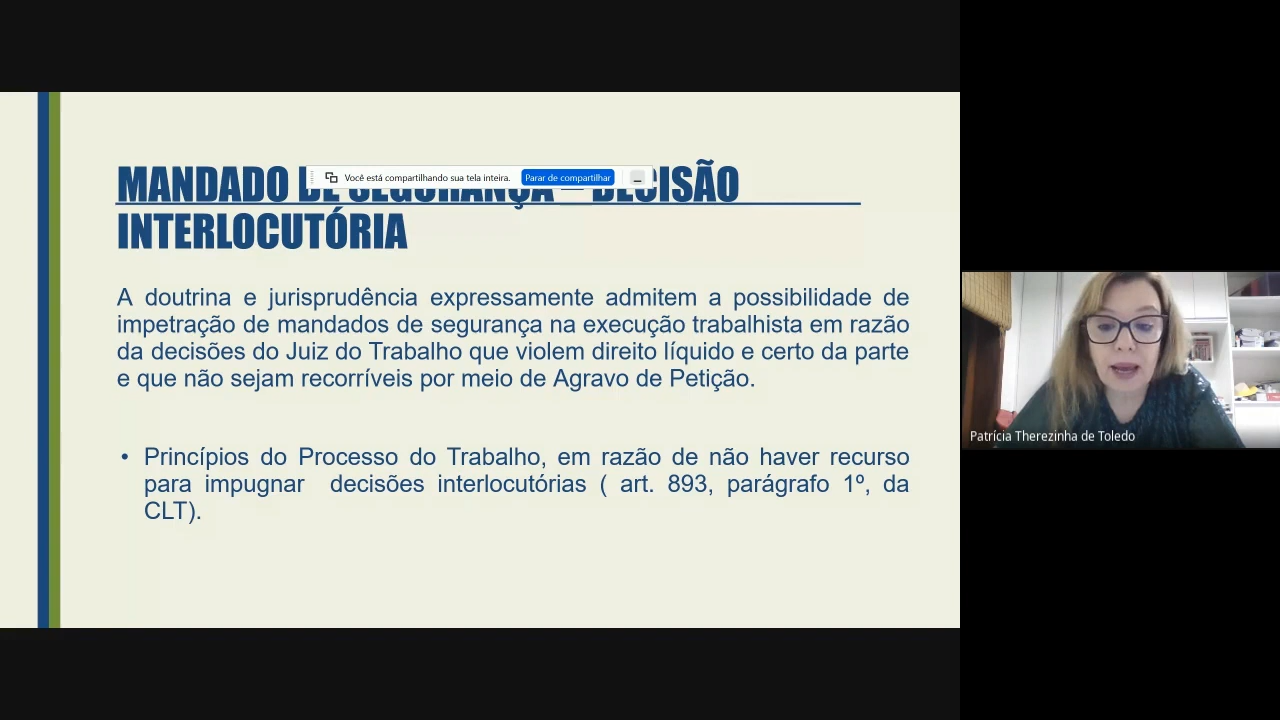 MANDADO DE SEGURANÇA – DECISÃO
INTERLOCUTÓRIA
Você está compartilhando sua tela inteira. Parar de compartilhar
A doutrina e jurisprudência expressamente admitem a possibilidade de
impetração de mandados de segurança na execução trabalhista em razão
da decisões do Juiz do Trabalho que violem direito líquido e certo da parte
e que não sejam recorríveis por meio de Agravo de Petição.
• Princípios do Processo do Trabalho, em razão de não haver recurso
para impugnar decisões interlocutórias ( art. 893, parágrafo 1º, da
CLT).
Patrícia Therezinha de Toledo